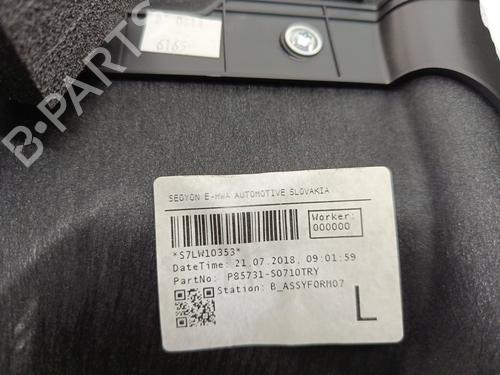 6165
SEOYON E-HWA AUTOMOTIVE SLOVAKIA
Worker:
000000
*S7LW10353*
DateTime: 21.07.2018, 09:01:59
PartNo: P85731-S0710TRY
Station: B_ASSYFORM07
L
B-PARTS